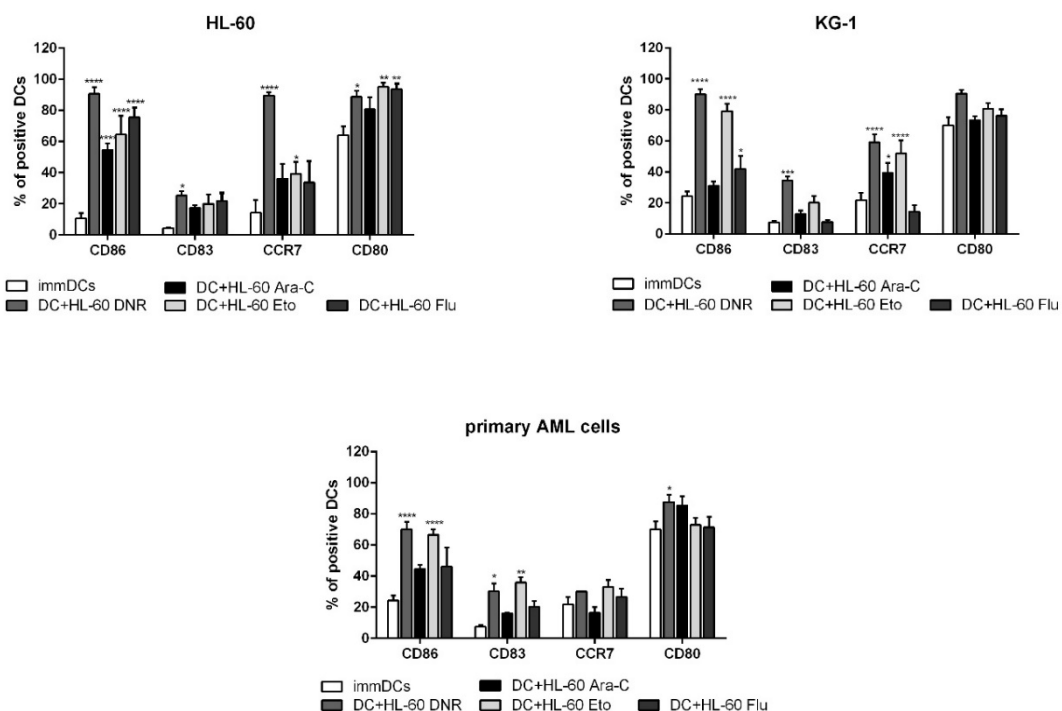 HL-60
% of positive DCs
120
100
80
60
40
20
0
****
****
****
****
*
****
*
*
**
**
CD86 CD83 CCR7 CD80
immDCs DC+HL-60 Ara-C
DC+HL-60 DNR DC+HL-60 Eto DC+HL-60 Flu
KG-1
% of positive DCs
120
100
80
60
40
20
0
****
****
*
***
****
*
****
CD86 CD83 CCR7 CD80
immDCs DC+HL-60 Ara-C
DC+HL-60 DNR DC+HL-60 Eto DC+HL-60 Flu
primary AML cells
% of positive DCs
120
100
80
60
40
20
0
****
****
*
**
*
CD86 CD83 CCR7 CD80
immDCs DC+HL-60 Ara-C
DC+HL-60 DNR DC+HL-60 Eto DC+HL-60 Flu